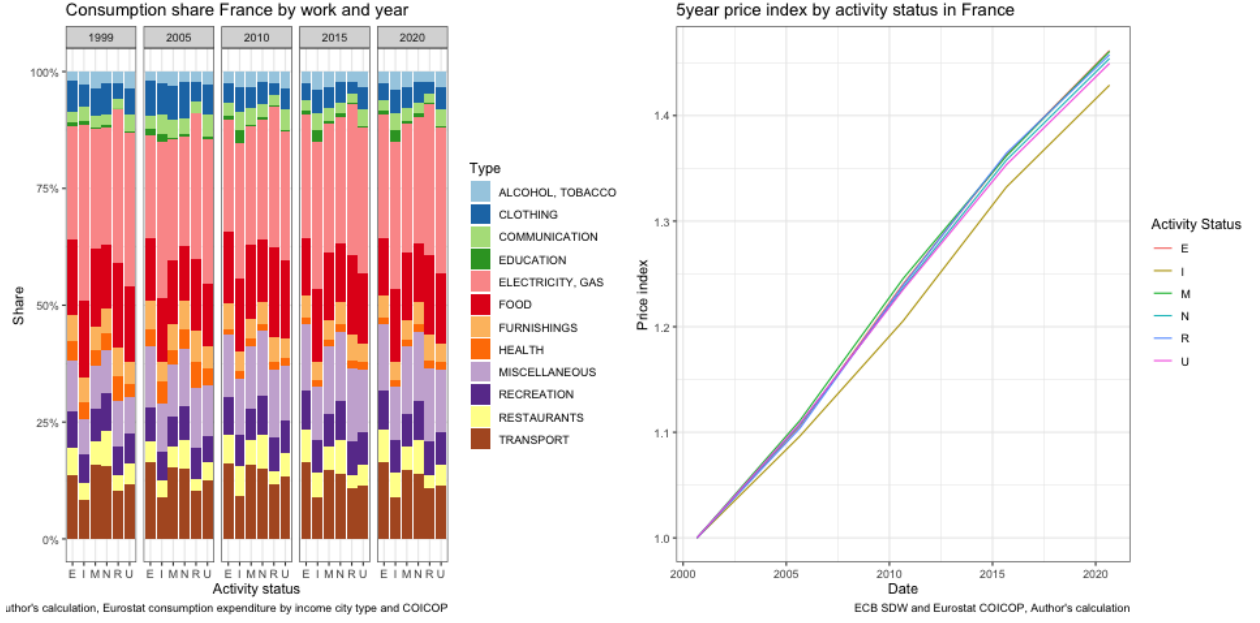 Consumption share France by work and year
1999 2005 2010 2015 2020
100%
75%
50%
25%
0%
Share
E I M N R U E I M N R U E I M N R U E I M N R U E I M N R U
Activity status
uthor's calculation, Eurostat consumption expenditure by income city type and COICOP
Type
ALCOHOL, TOBACCO
CLOTHING
COMMUNICATION
EDUCATION
ELECTRICITY, GAS
FOOD
FURNISHINGS
HEALTH
MISCELLANEOUS
RECREATION
RESTAURANTS
TRANSPORT
5year price index by activity status in France
1.4
1.3
1.2
1.1
1.0
Price index
2000 2005 2010 2015 2020
Date
ECB SDW and Eurostat COICOP, Author's calculation
Activity Status
E
I
M
N
R
U